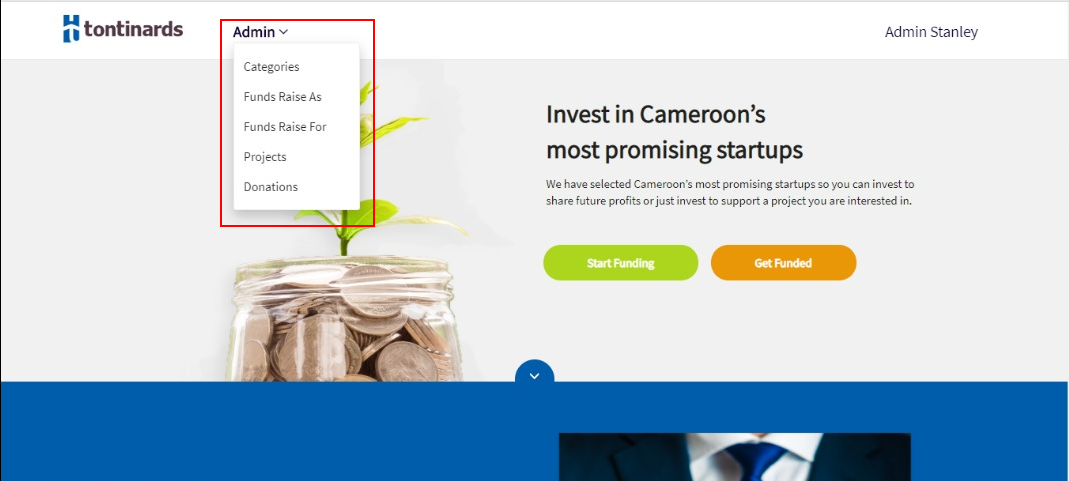 tontinards
Admin
Admin Stanley
Categories
Funds Raise As
Funds Raise For
Projects
Donations
Invest in Cameroon’s
most promising startups
We have selected Cameroon’s most promising startups so you can invest to
share future profits or just invest to support a project you are interested in.
Start Funding
Get Funded